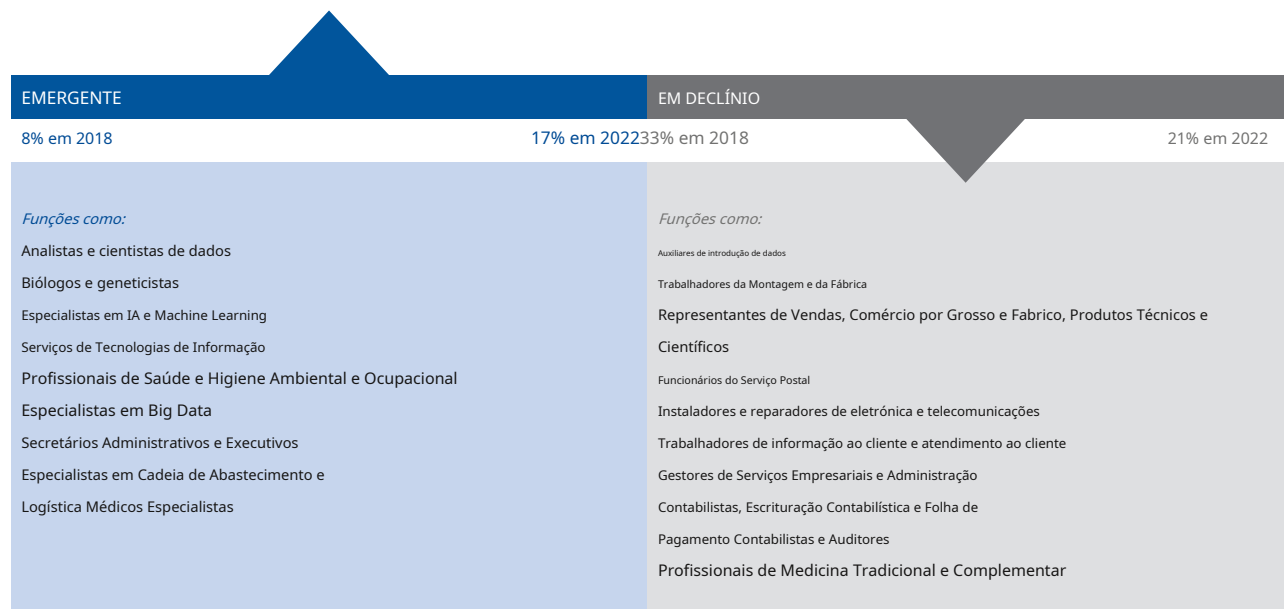 EMERGENTE
8% em 2018
17% em 2022
Funções como:
Analistas e cientistas de dados
Biólogos e geneticistas
Especialistas em IA e Machine Learning
Serviços de Tecnologias de Informação
Profissionais de Saúde e Higiene Ambiental e Ocupacional
Especialistas em Big Data
Secretários Administrativos e Executivos
Especialistas em Cadeia de Abastecimento e
Logística Médicos Especialistas
EM DECLÍNIO
33% em 2018
21% em 2022
Funções como:
Auxiliares de introdução de dados
Trabalhadores da Montagem e da Fábrica
Representantes de Vendas, Comércio por Grosso e Fabrico, Produtos Técnicos e
Científicos
Funcionários do Serviço Postal
Instaladores e reparadores de eletrónica e telecomunicações
Trabalhadores de informação ao cliente e atendimento ao cliente
Gestores de Serviços Empresariais e Administração
Contabilistas, Escrituração Contabilística e Folha de
Pagamento Contabilistas e Auditores
Profissionais de Medicina Tradicional e Complementar